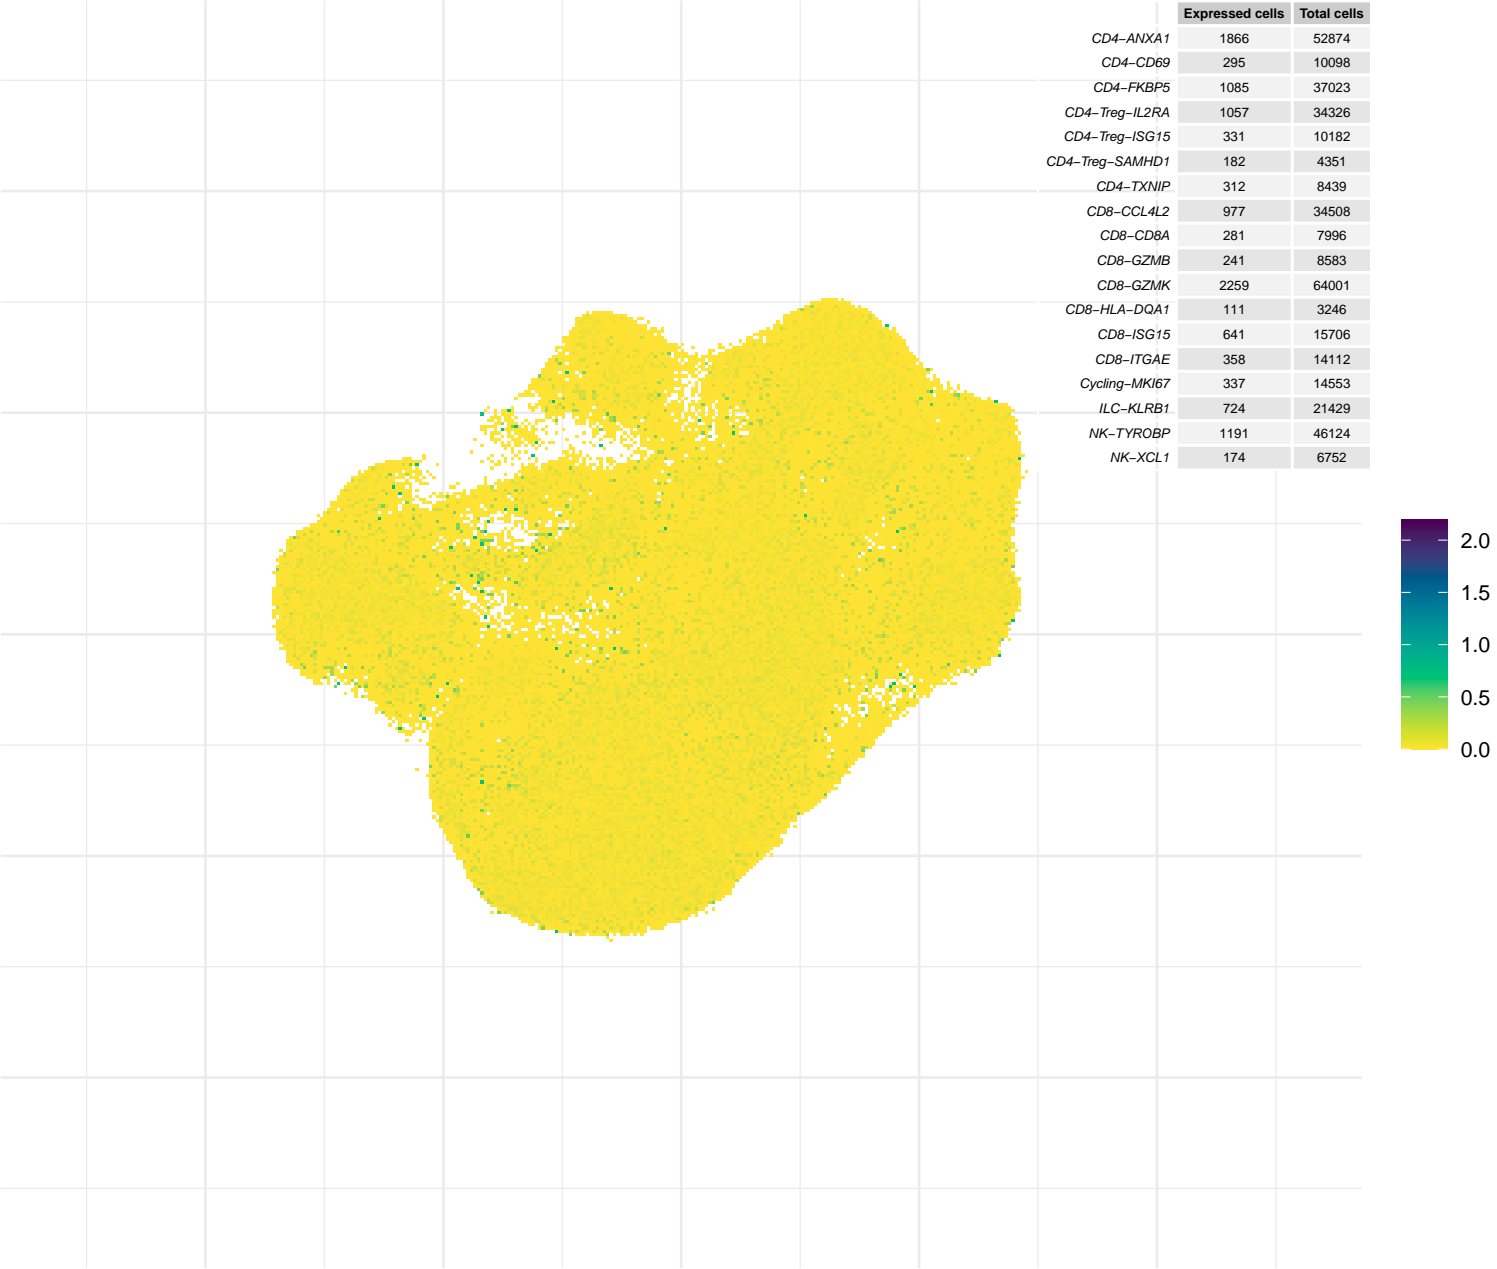 Expressed cells Total cells
CD4−ANXA1 1866 52874
CD4−CD69 295 10098
CD4−FKBP5 1085 37023
CD4−Treg−IL2RA 1057 34326
CD4−Treg−ISG15 331 10182
CD4−Treg−SAMHD1 182 4351
CD4−TXNIP 312 8439
CD8−CCL4L2 977 34508
CD8−CD8A 281 7996
CD8−GZMB 241 8583
CD8−GZMK 2259 64001
CD8−HLA−DQA1 111 3246
CD8−ISG15 641 15706
CD8−ITGAE 358 14112
Cycling−MKI67 337 14553
ILC−KLRB1 724 21429
NK−TYROBP 1191 46124
NK−XCL1 174 6752
2.0
1.5
1.0
0.5
0.0